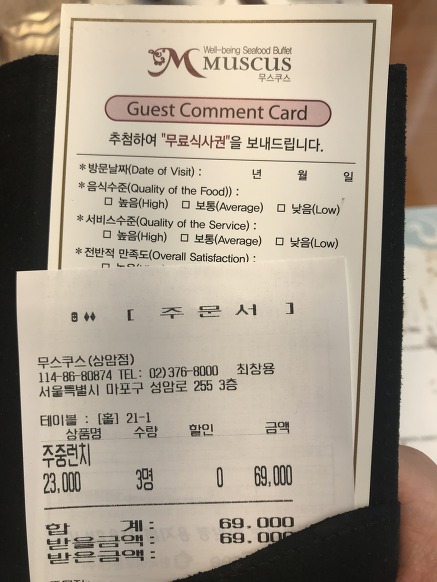 Well-being Seafood Buffet
MUSCUS
무스쿠스
Guest Comment Card
추첨하여 "무료식사권"을 보내드립니다.
*방문날짜(Date of Visit) : 년 월 일
*음식수준(Quality of the Food)) :
□ 높음(High) □ 보통(Average) □ 낮음(Low)
*서비스수준(Quality of the Service) :
□ 높음(High) □ 보통(Average) □ 낮음(Low)
*전반적 만족도(Overall Satisfaction) :
[ 주 문 서 ]
무스쿠스(상암점)
114-86-80874 TEL: 02)376-8000 최창용
서울특별시 마포구 성암로 255 3층
테이블 : [홀] 21-1
상품명 수량 할인 금액
주중런치
23,000 3명 0 69,000
합 계: 69,000
받을금액: 69,000
받은금액: